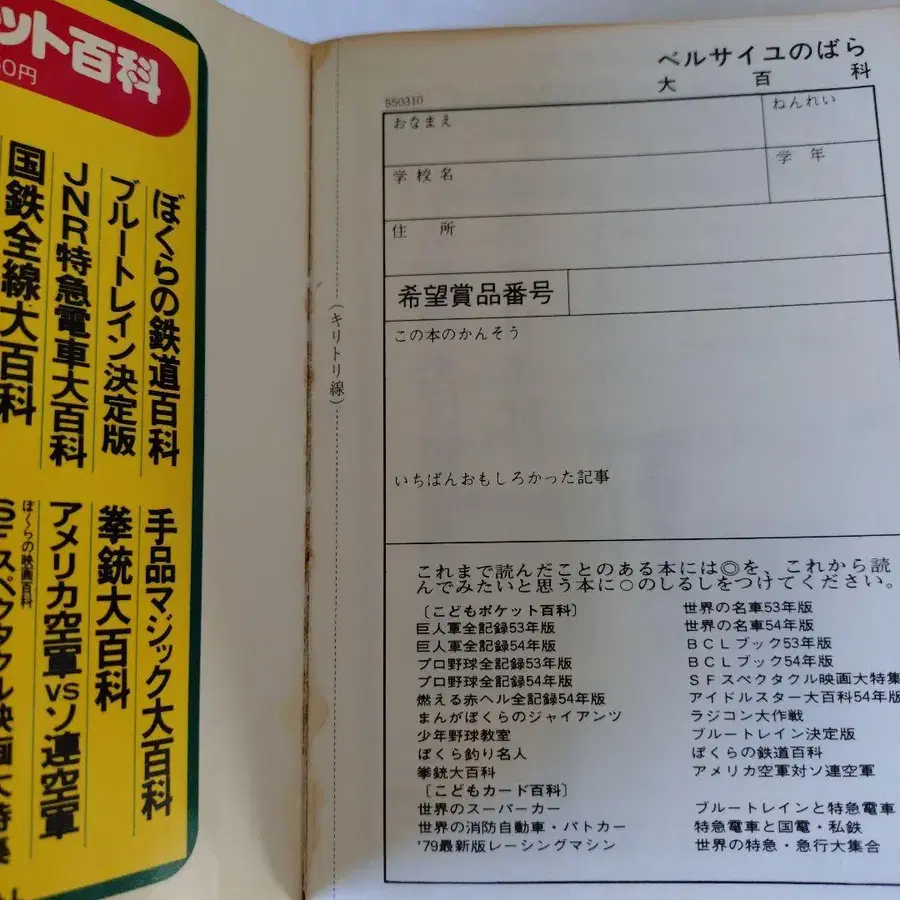 ット百科
0円
ぼくらの鉄道百科
ブルートレイン決定版
JNR特急電車大百科
国鉄全線大百科
手品マジック大百科
拳銃大百科
アメリカ空軍vsソ連空軍
ぼくらの映画百科
SFスペクタクル映画大特集
(キリトリ線)
ベルサイユのばら
大百科
550310
おなまえ
ねんれい
学校名
学年
住所
希望賞品番号
この本のかんそう
いちばんおもしろかった記事
これまで読んだことのある本には◎を、これから読
んでみたいと思う本に○のしるしをつけてください。
〔こどもポケット百科〕
巨人軍全記録53年版
巨人軍全記録54年版
プロ野球全記録53年版
プロ野球全記録54年版
燃える赤ヘル全記録54年版
まんがぼくらのジャイアンツ
少年野球教室
ぼくら釣り名人
拳銃大百科
〔こどもカード百科〕
世界のスーパーカー
世界の消防自動車・パトカー
'79最新版レーシングマシン
世界の名車53年版
世界の名車54年版
BCLブック53年版
BCLブック54年版
SFスペクタクル映画大特集
アイドルスター大百科54年版
ラジコン大作戦
ブルートレイン決定版
ぼくらの鉄道百科
アメリカ空軍対ソ連空軍
ブルートレインと特急電車
特急電車と国電・私鉄
世界の特急・急行大集合